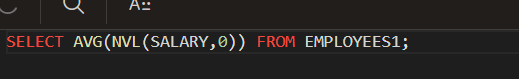 A::
SELECT AVG(NVL(SALARY,0)) FROM EMPLOYEES1;